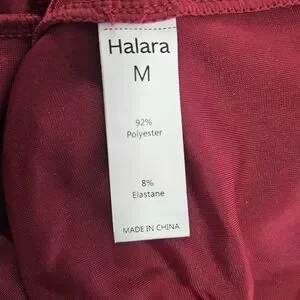 Halara
M
92%
Polyester
8%
Elastane
MADE IN CHINA